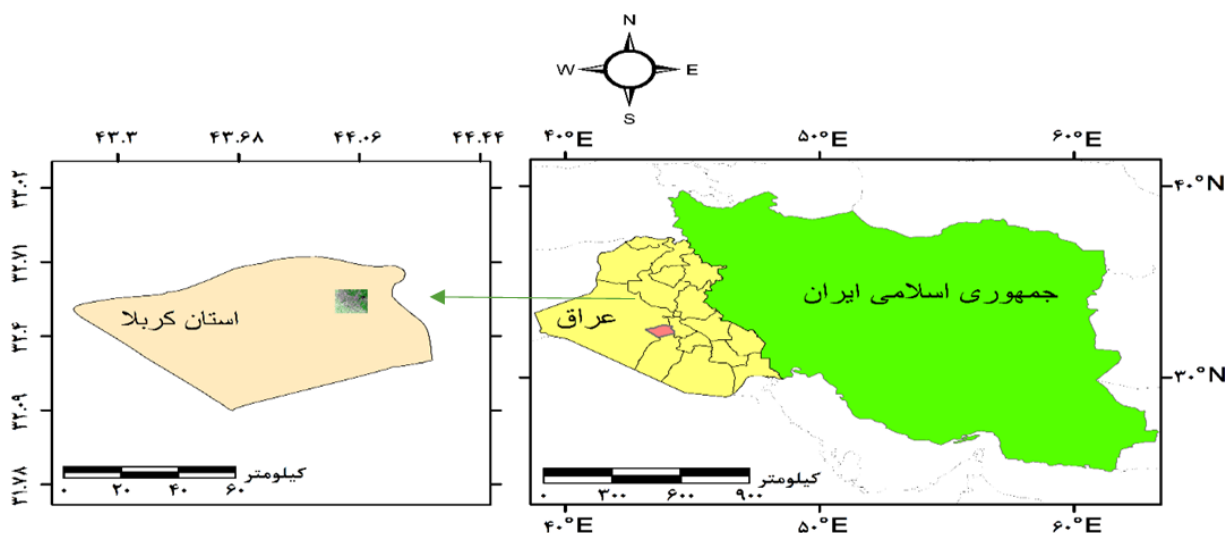 N
W E
S
۴۳.۳ ۴۳.۶۸ ۴۴.۰۶ ۴۴.۴۴
۳۳.۰۲
۳۲.۷۱
۳۲.۴
۳۲.۰۹
۳۱.۷۸
استان کربلا
کیلومتر
۰ ۲۰ ۴۰ ۶۰
۴۰°E ۵۰°E ۶۰°E
۴۰°N
۳۰°N
جمهوری اسلامی ایران
عراق
کیلومتر
۰ ۳۰۰ ۶۰۰ ۹۰۰
۴۰°E ۵۰°E ۶۰°E